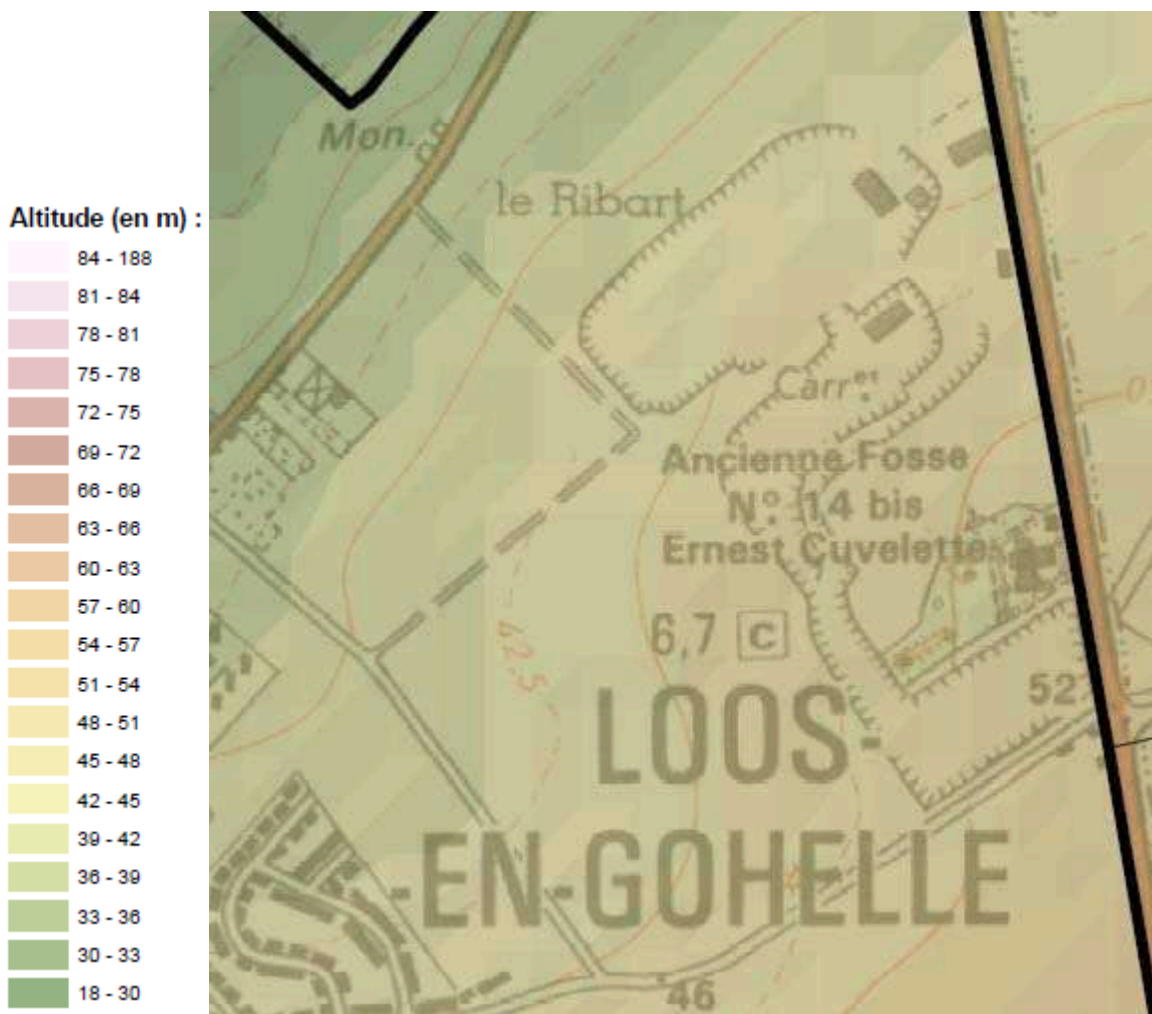 Altitude (en m) :
84 - 188
81 - 84
78 - 81
75 - 78
72 - 75
69 - 72
66 - 69
63 - 66
60 - 63
57 - 60
54 - 57
51 - 54
48 - 51
45 - 48
42 - 45
39 - 42
36 - 39
33 - 36
30 - 33
18 - 30
Mon. S
le Ribart
Carr.es
Ancienne Fosse
N°. 14 bis
Ernest Cuvelette
42.5
6,7 C
52
LOOS-
-EN-GOHELLE
46